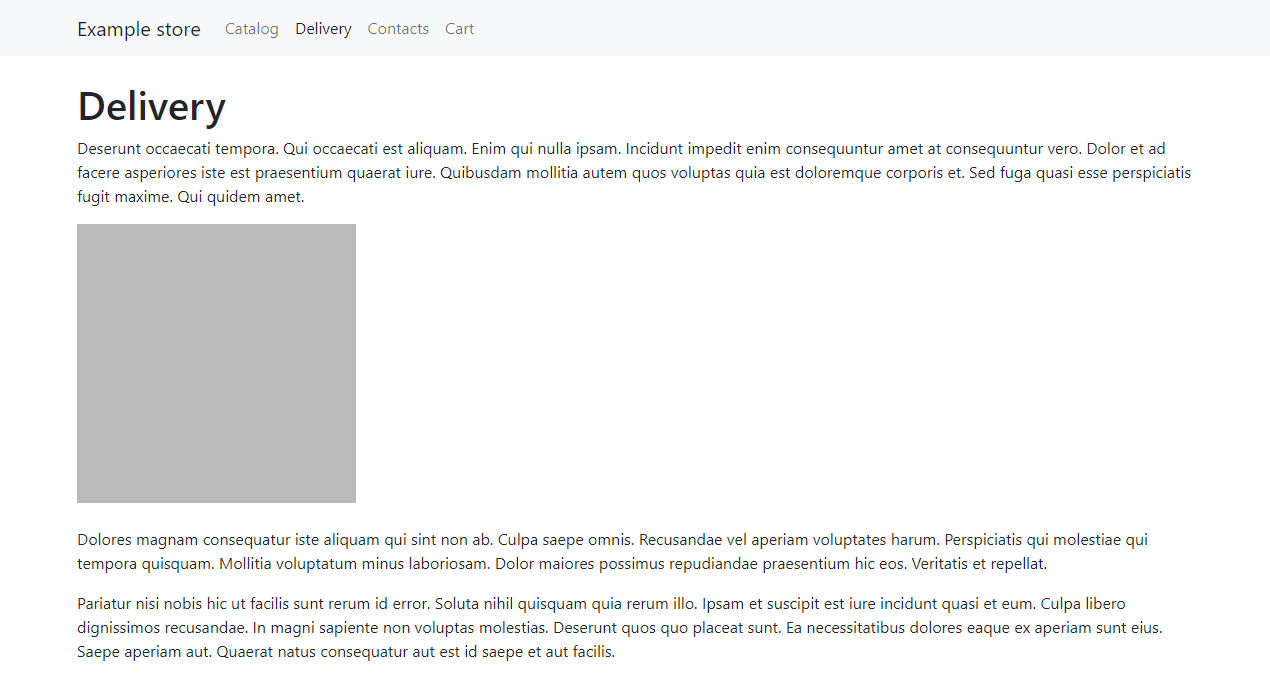 Example store Catalog Delivery Contacts Cart
Delivery
Deserunt occaecati tempora. Qui occaecati est aliquam. Enim qui nulla ipsam. Incidunt impedit enim consequuntur amet at consequuntur vero. Dolor et ad
facere asperiores iste est praesentium quaerat iure. Quibusdam mollitia autem quos voluptas quia est doloremque corporis et. Sed fuga quasi esse perspiciatis
fugit maxime. Qui quidem amet.
Dolores magnam consequatur iste aliquam qui sint non ab. Culpa saepe omnis. Recusandae vel aperiam voluptates harum. Perspiciatis qui molestiae qui
tempora quisquam. Mollitia voluptatum minus laboriosam. Dolor maiores possimus repudiandae praesentium hic eos. Veritatis et repellat.
Pariatur nisi nobis hic ut facilis sunt rerum id error. Soluta nihil quisquam quia rerum illo. Ipsam et suscipit est iure incidunt quasi et eum. Culpa libero
dignissimos recusandae. In magni sapiente non voluptas molestias. Deserunt quos quo placeat sunt. Ea necessitatibus dolores eaque ex aperiam sunt eius.
Saepe aperiam aut. Quaerat natus consequatur aut est id saepe et aut facilis.